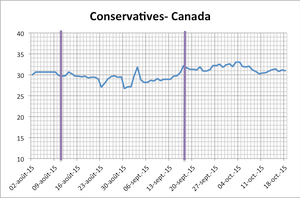 Conservatives- Canada
40
35
30
25
20
15
10
02-août-15
09-août-15
16-août-15
23-août-15
30-août-15
06-sept.-15
13-sept.-15
20-sept.-15
27-sept.-15
04-oct.-15
11-oct.-15
18-oct.-15